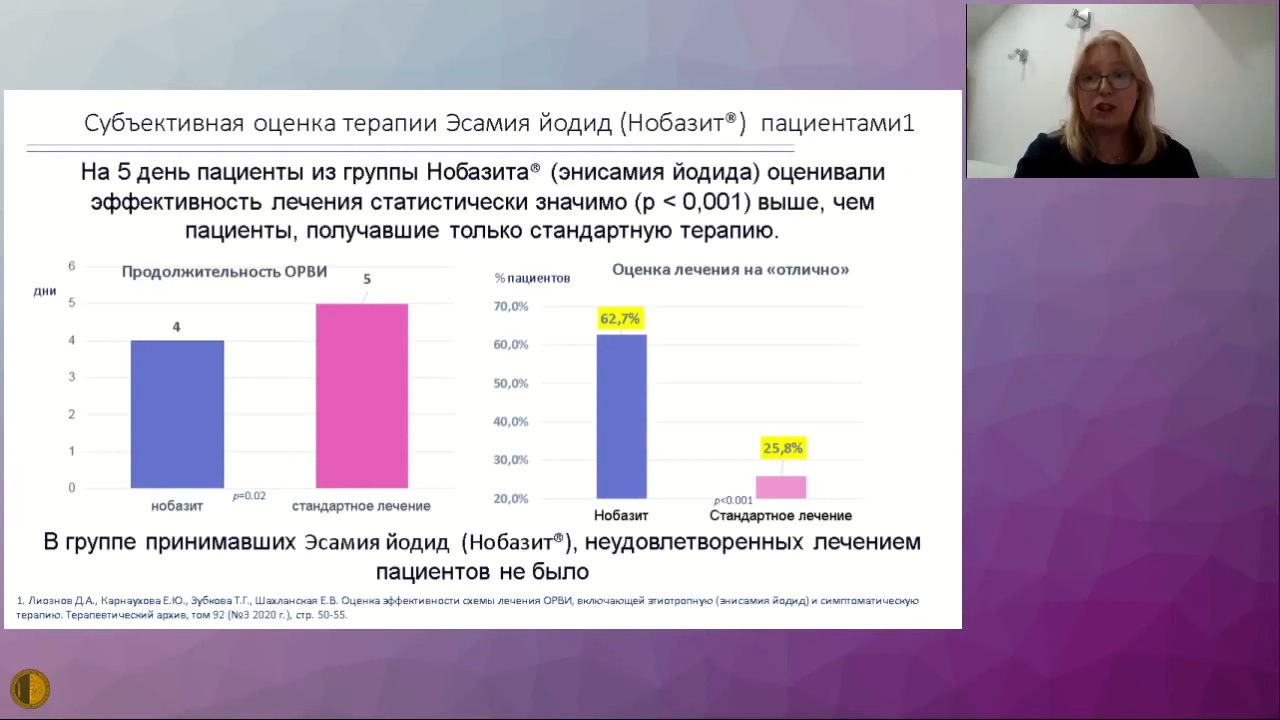 Субъективная оценка терапии Эсамия йодид (Нобазит®) пациентами1
На 5 день пациенты из группы Нобазита® (энисамия йодида) оценивали
эффективность лечения статистически значимо (р < 0,001) выше, чем
пациенты, получавшие только стандартную терапию.
Продолжительность ОРВИ
дни
6
5
4
3
2
1
0
4
5
нобазит
p=0.02
стандартное лечение
Оценка лечения на «отлично»
% пациентов
70,0%
60,0%
50,0%
40,0%
30,0%
20,0%
62,7%
25,8%
p<0.001
Нобазит
Стандартное лечение
В группе принимавших Эсамия йодид (Нобазит®), неудовлетворенных лечением
пациентов не было
1. Лиознов Д.А., Карнаухова Е.Ю., Зубкова Т.Г., Шахланская Е.В. Оценка эффективности схемы лечения ОРВИ, включающей этиотропную (энисамия йодид) и симптоматическую
терапию. Терапевтический архив, том 92 (№3 2020 г.), стр. 50-55.